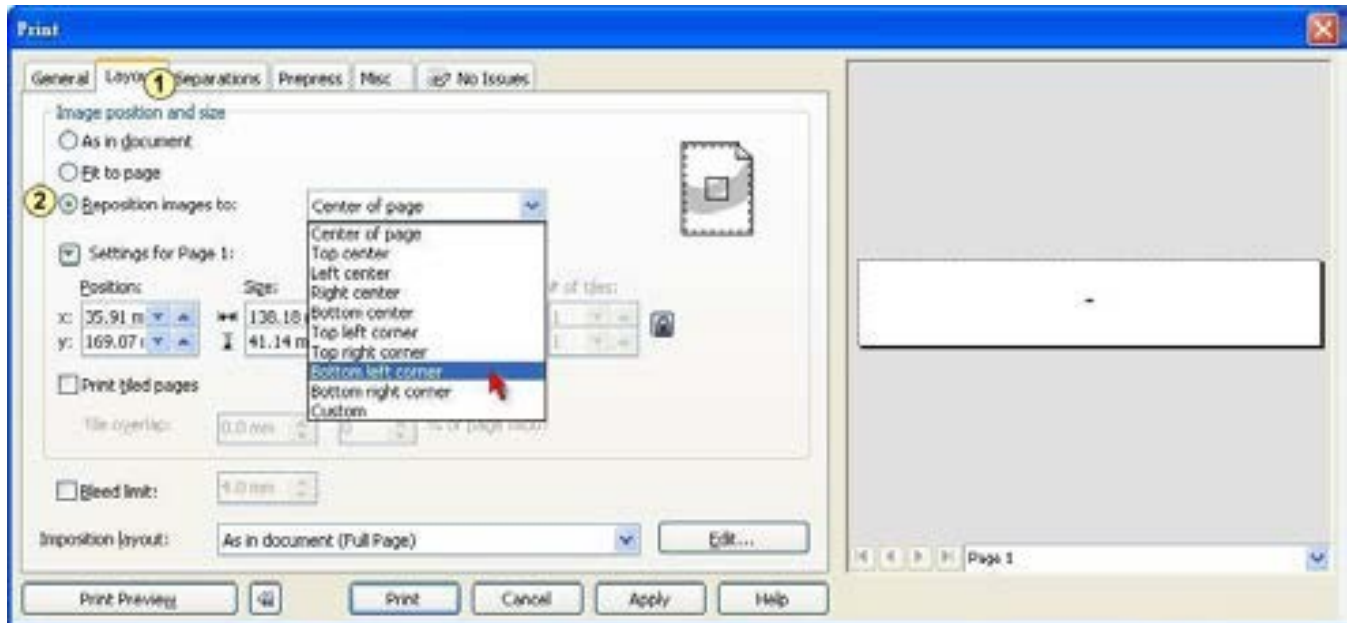 Print
General Layou 1 Separations Prepress Misc No Issues
Image position and size
As in document
Fit to page
2 Reposition images to: Center of page
Center of page
Settings for Page 1: Top center
Left center
Position: Size: Right center # of tiles:
x: 35.91 m 138.18 Bottom center 1
Top left corner
y: 169.07 41.14 m Top right corner 1
Bottom left corner
Print tiled pages Bottom right corner
Custom
Tile overlap: 0.0 mm 0 % of page
Bleed limit:
Imposition layout: As in document (Full Page) Edit...
Page 1
Print Preview Print Cancel Apply Help